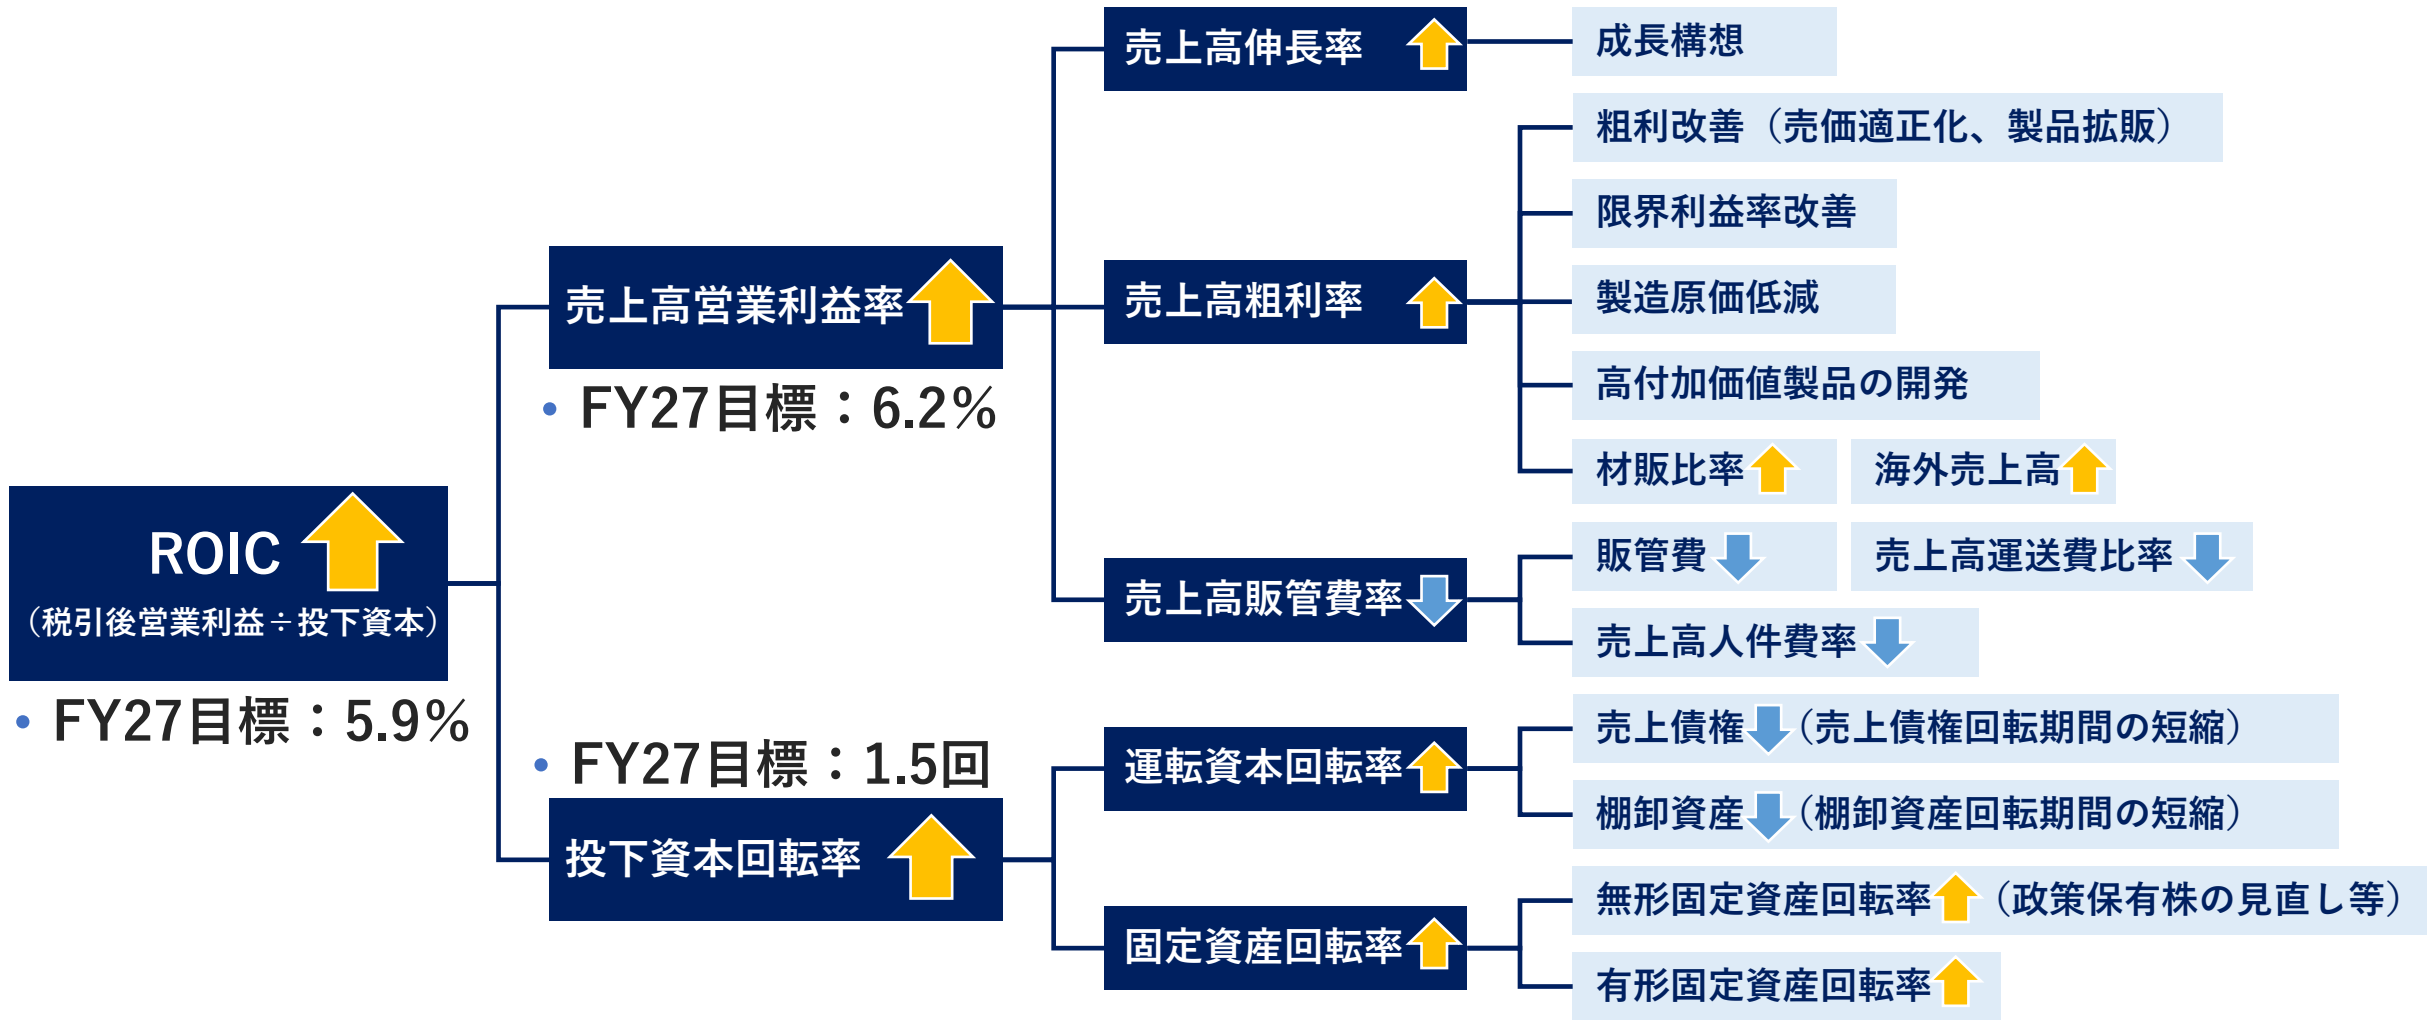 売上高伸長率
成長構想
粗利改善（売価適正化、製品拡販）
限界利益率改善
売上高営業利益率
売上高粗利率
製造原価低減
高付加価値製品の開発
• FY27目標：6.2%
材販比率
海外売上高
ROIC
（税引後営業利益÷投下資本）
販管費
売上高運送費比率
売上高販管費率
売上高人件費率
• FY27目標：5.9%
売上債権（売上債権回転期間の短縮）
• FY27目標：1.5回
運転資本回転率
棚卸資産（棚卸資産回転期間の短縮）
投下資本回転率
無形固定資産回転率（政策保有株の見直し等）
固定資産回転率
有形固定資産回転率